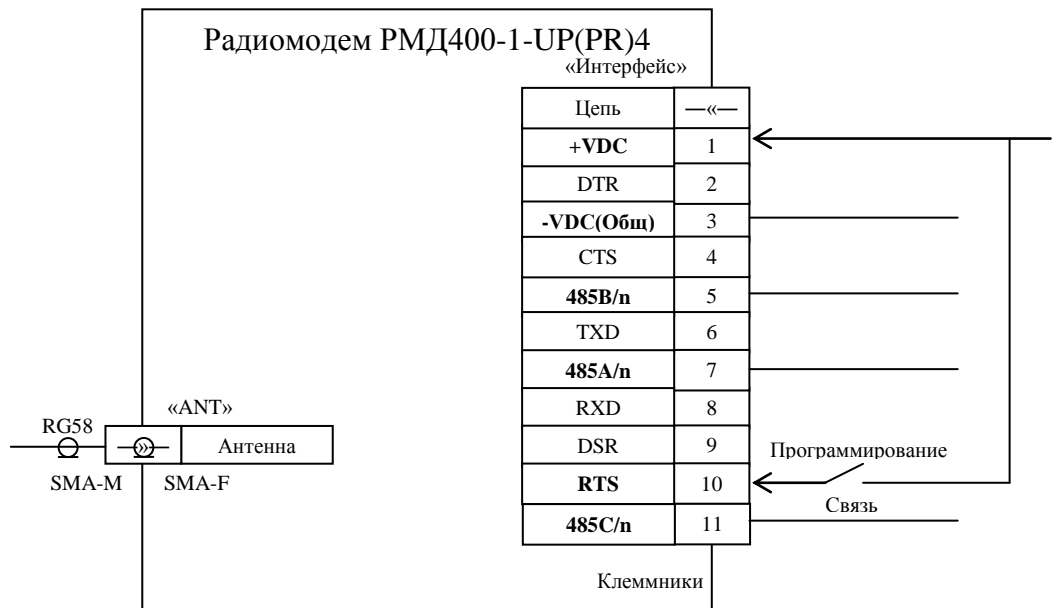 Радиомодем РМД400-1-UP(PR)4
«Интерфейс»
Цепь —«—
+VDC 1
DTR 2
-VDC(Общ) 3
CTS 4
485B/n 5
TXD 6
485A/n 7
RXD 8
DSR 9
RTS 10
485C/n 11
Программирование
Связь
«ANT»
RG58
Антенна
SMA-M SMA-F
Клеммники